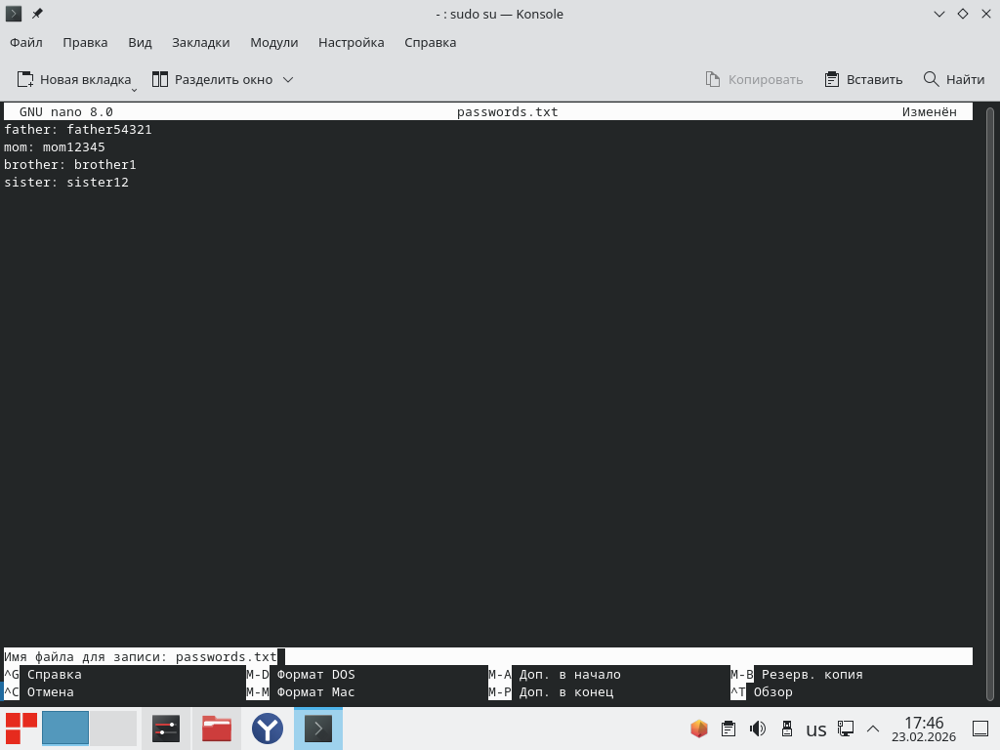 - : sudo su — Konsole
Файл Правка Вид Закладки Модули Настройка Справка
Новая вкладка Разделить окно Копировать Вставить Найти
GNU nano 8.0 passwords.txt Изменён
father: father54321
mom: mom12345
brother: brother1
sister: sister12
Имя файла для записи: passwords.txt
^G Справка M-D Формат DOS M-A Доп. в начало M-B Резерв. копия
^C Отмена M-M Формат Mac M-P Доп. в конец ^T Обзор
us 17:46
23.02.2026